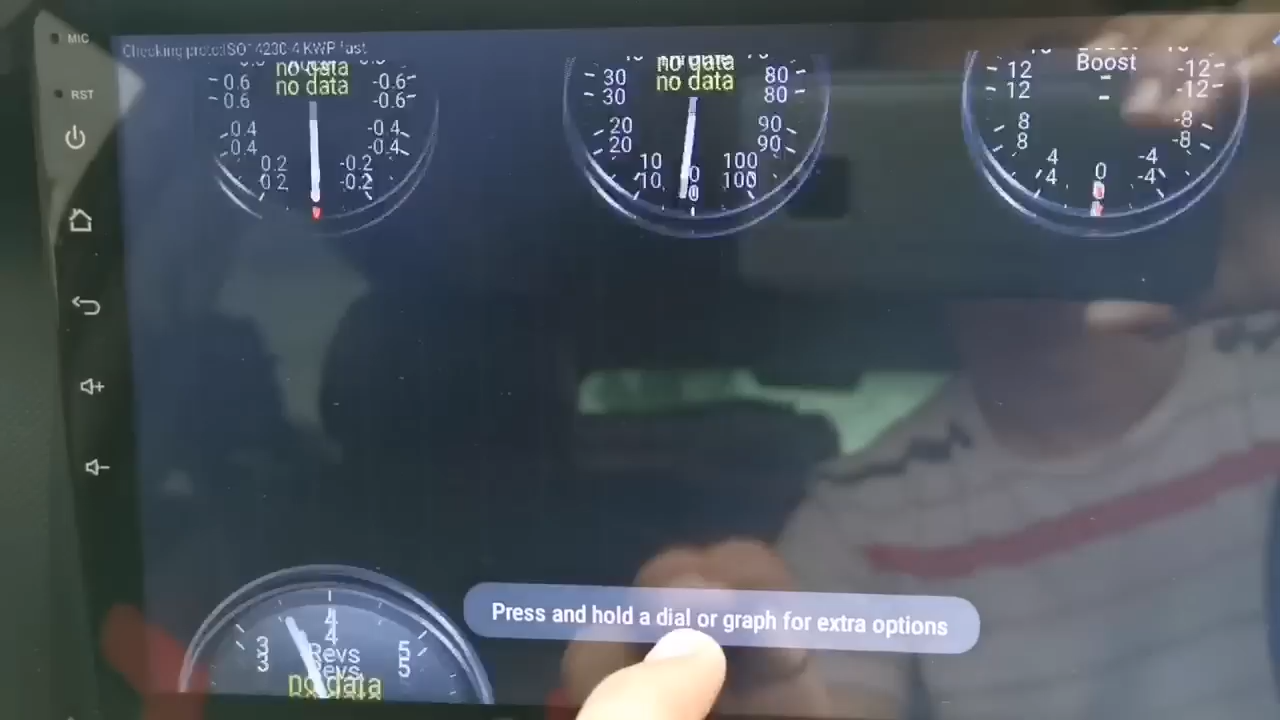 MIC
RST
Checking proto:ISO 14230-4 KWP fast
no data
no data
-0.6 -0.6-
-0.6 -0.6-
0.4 -0.4
0.4 -0.4
0.2 -0.2
0.2 -0.2
no data
no data
30 80
30 80
20 90
20 90
10 100
10 0 100
0
Boost
12 -12
12 -12
8 -8
8 -8
4 0 -4
4 -4
4
4
3 5
3 5
Revs
Revs
no data
Press and hold a dial or graph for extra options